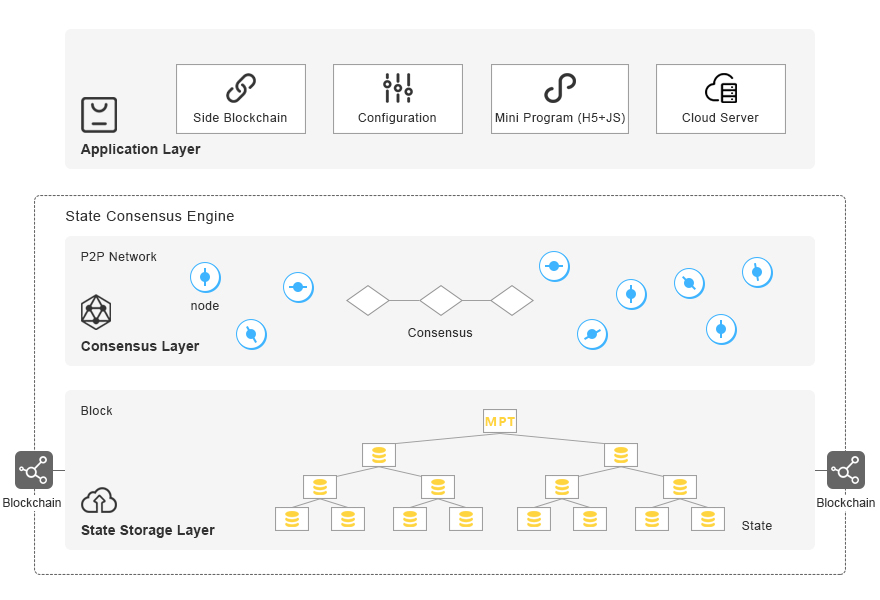 Side Blockchain
Configuration
Mini Program (H5+JS)
Cloud Server
Application Layer
State Consensus Engine
P2P Network
node
Consensus
Consensus Layer
Block
MPT
Blockchain
Blockchain
State
State Storage Layer